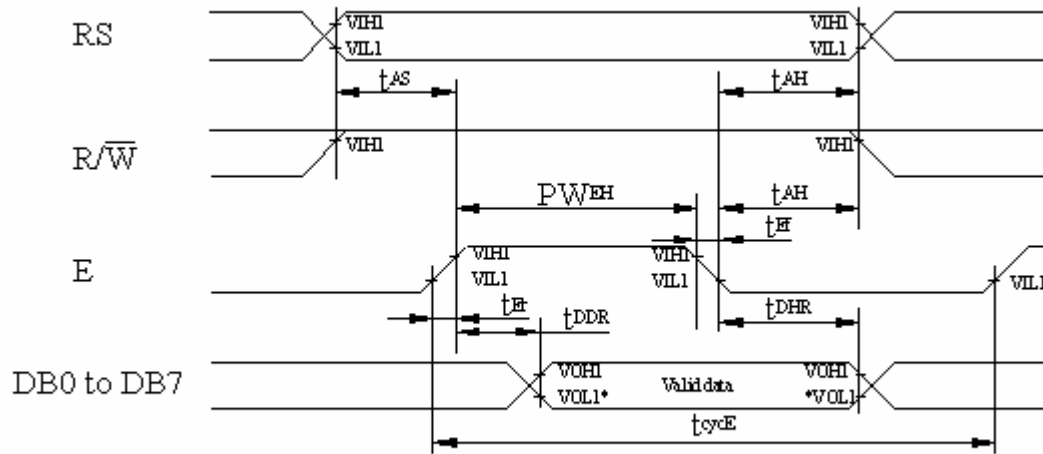 RS VIH1 VIH1
VIL1 VIL1
tAS tAH
R/W̅ VIH1 VIH1
PWEH tAH
tEf
E VIH1 VIH1
VIL1 VIL1 VIL1
tEr tDDR tDHR
DB0 to DB7 VOH1 Valid data VOH1
VOL1* *VOL1
tcycE